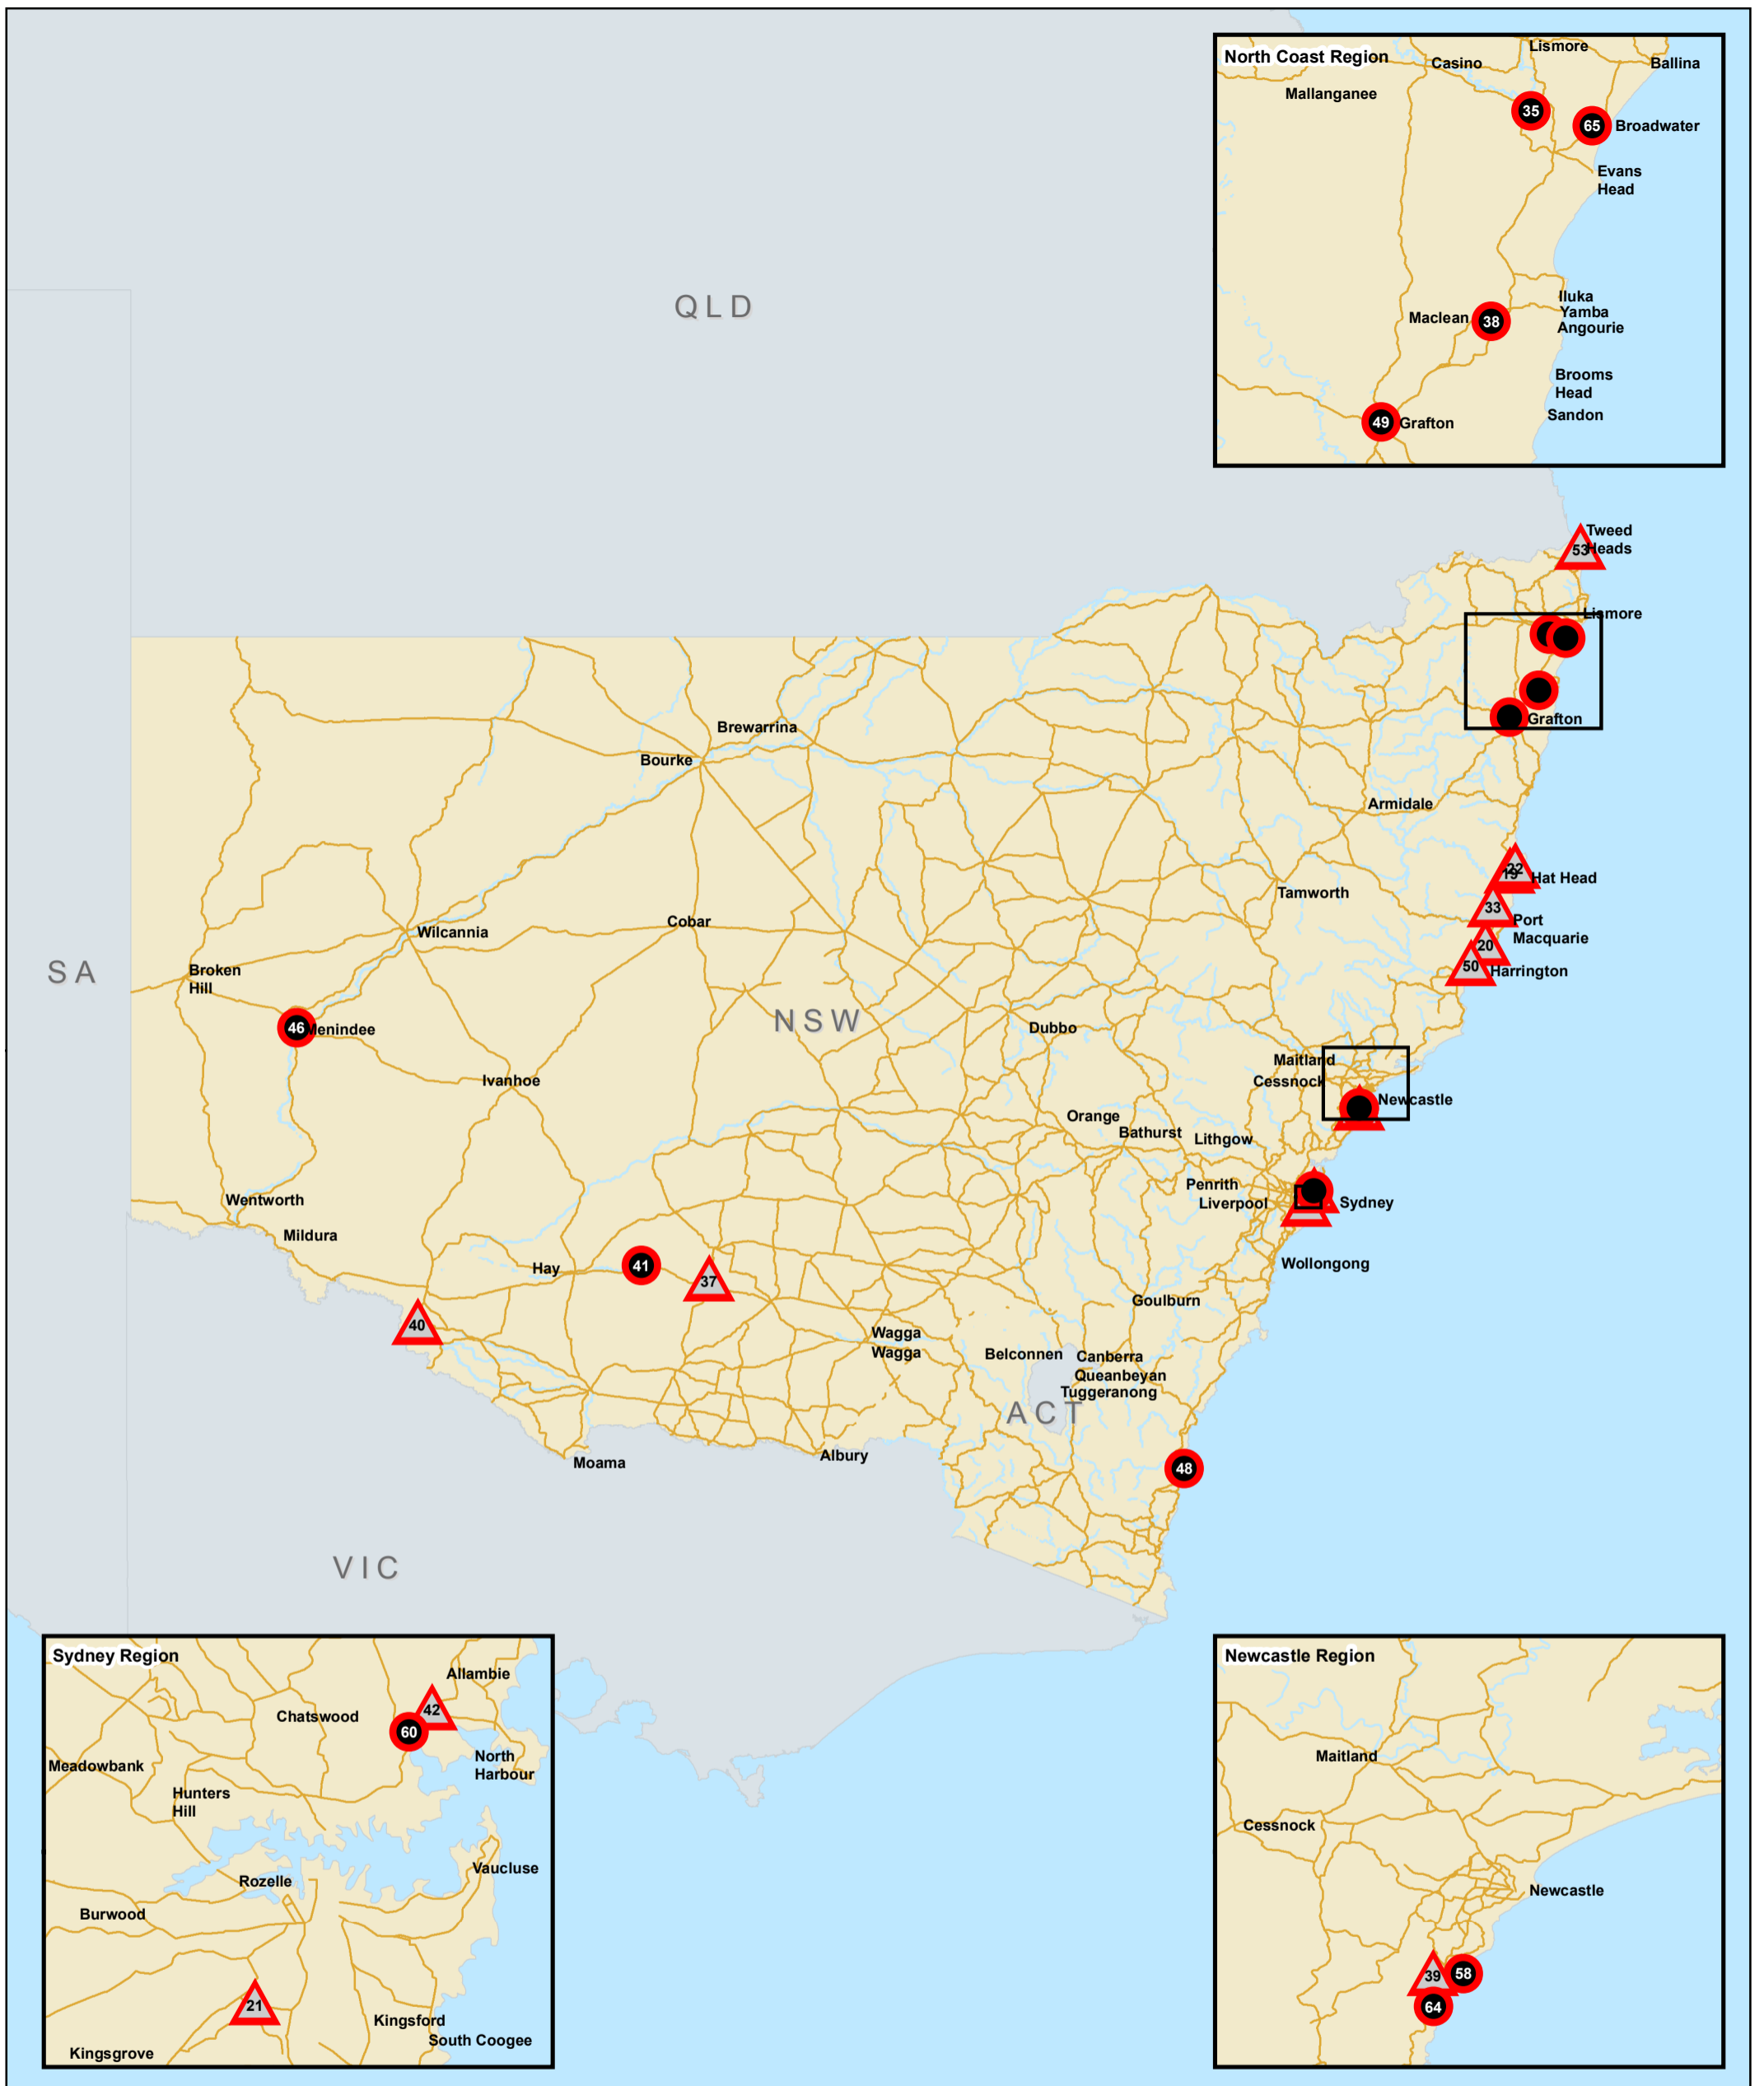 North Coast Region
Lismore
Casino
Ballina
Mallanganee
35
65
Broadwater
Evans
Head
Iluka
Yamba
Angourie
Maclean
38
Brooms
Head
Sandon
49
Grafton
QLD
Tweed
Heads
53
Lismore
Grafton
Brewarrina
Bourke
Armidale
22
19
Hat Head
Tamworth
33
Port
Macquarie
20
50
Harrington
Cobar
Wilcannia
SA
Broken
Hill
46
Menindee
NSW
Dubbo
Maitland
Cessnock
Newcastle
Ivanhoe
Orange
Bathurst
Lithgow
Penrith
Liverpool
Sydney
Wentworth
Mildura
Hay
41
37
Wollongong
Goulburn
40
Wagga
Wagga
Belconnen
Canberra
Queanbeyan
Tuggeranong
ACT
Moama
Albury
48
VIC
Sydney Region
Allambie
42
Chatswood
60
Meadowbank
North
Harbour
Hunters
Hill
Vaucluse
Rozelle
Burwood
21
Kingsford
South Coogee
Kingsgrove
Newcastle Region
Maitland
Cessnock
Newcastle
39
58
64